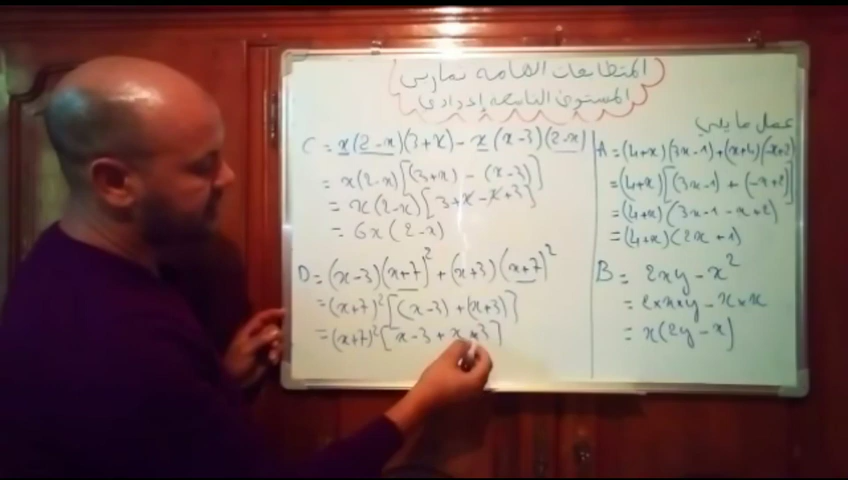 المتطابقات الهامة تمارين
المستوى الثالثة إعدادي
عمل ما يلي
A = (4+x)(3x-1)+(x+4)(-x+2)
= (4+x)[(3x-1) + (-x+2)]
= (4+x)(3x-1-x+2)
= (4+x)(2x+1)
B = 2xy - x²
= 2×x×y - x×x
= x(2y-x)
C = x(2-x)(3+x) - x(x-3)(2-x)
= x(2-x)[(3+x) - (x-3)]
= x(2-x)[3+x-x+3]
= 6x(2-x)
D = (x-3)(x+7)² + (x+3)(x+7)²
= (x+7)²[(x-3) + (x+3)]
= (x+7)²[x-3+x+3]